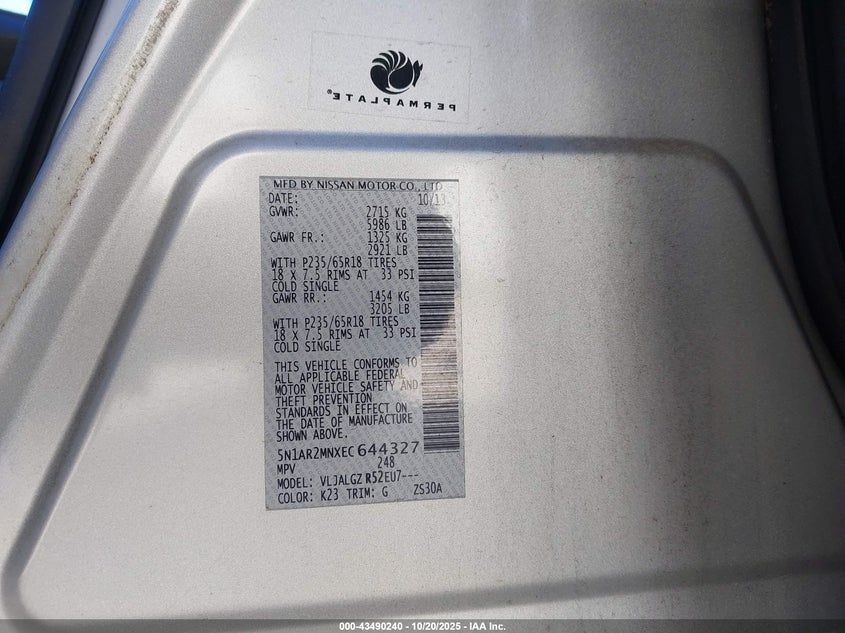 PERMAPLATE®
MFD BY NISSAN MOTOR CO., LTD
DATE: 10/13
GVWR: 2715 KG
5986 LB
GAWR FR.: 1325 KG
2921 LB
WITH P235/65R18 TIRES
18 X 7.5 RIMS AT 33 PSI
COLD SINGLE
GAWR RR.: 1454 KG
3205 LB
WITH P235/65R18 TIRES
18 X 7.5 RIMS AT 33 PSI
COLD SINGLE
THIS VEHICLE CONFORMS TO
ALL APPLICABLE FEDERAL
MOTOR VEHICLE SAFETY AND
THEFT PREVENTION
STANDARDS IN EFFECT ON
THE DATE OF MANUFACTURE
SHOWN ABOVE.
5N1AR2MNXEC644327
MPV 248
MODEL: VLJALGZ R52EU7---
COLOR: K23 TRIM: G ZS30A
000-43490240 - 10/20/2025 - IAA Inc.